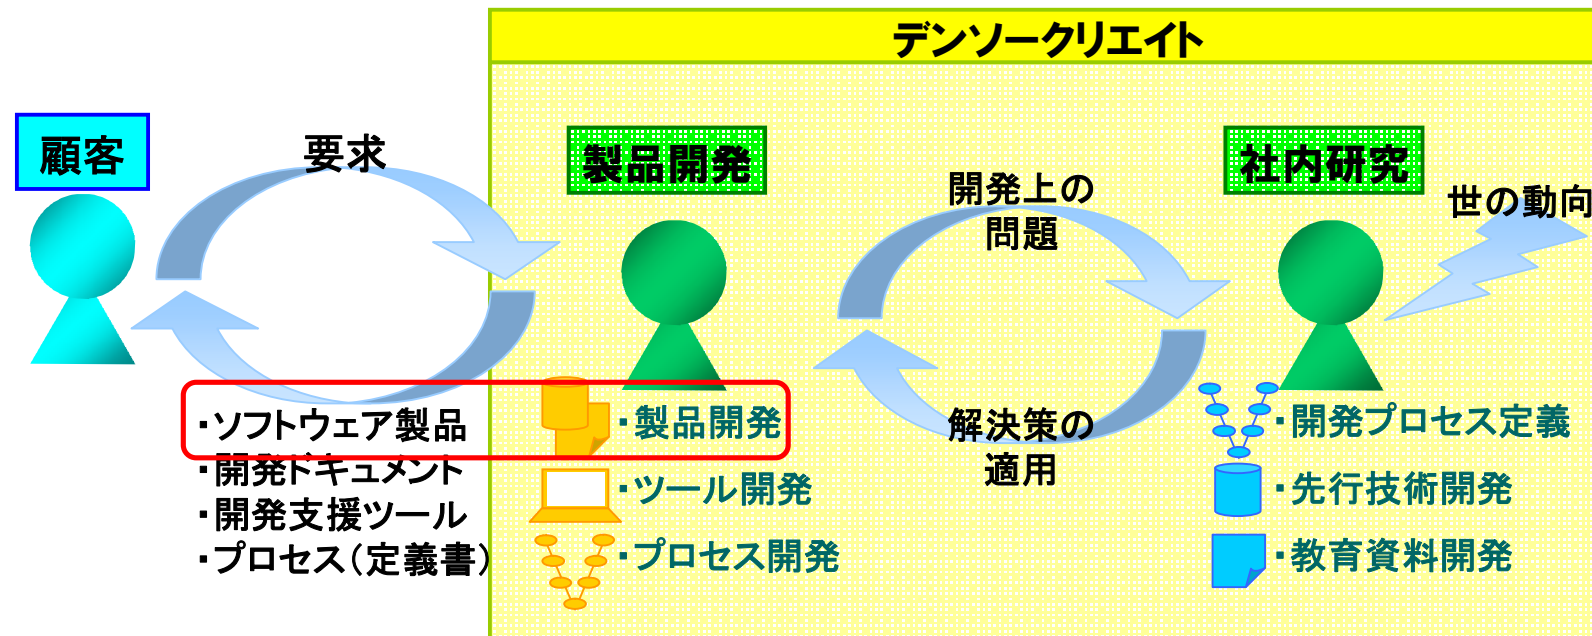 デンソークリエイト
顧客
要求
製品開発
開発上の
問題
社内研究
世の動向
・ソフトウェア製品
・開発ドキュメント
・開発支援ツール
・プロセス（定義書）
・製品開発
・ツール開発
・プロセス開発
解決策の
適用
・開発プロセス定義
・先行技術開発
・教育資料開発